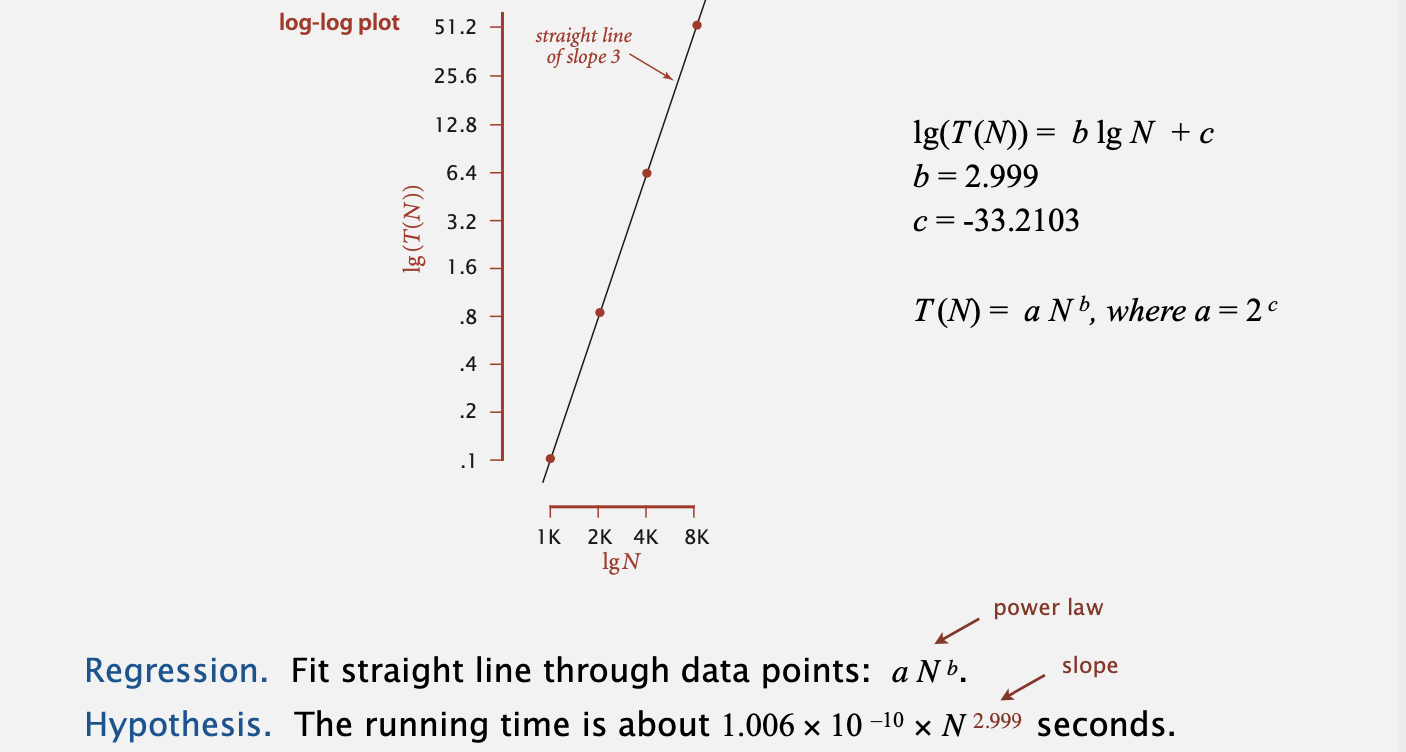 log-log plot
51.2
25.6
12.8
6.4
3.2
1.6
.8
.4
.2
.1
lg(T(N))
straight line
of slope 3
1K 2K 4K 8K
lg N
lg(T(N)) = b lg N + c
b = 2.999
c = -33.2103
T(N) = a N ᵇ, where a = 2 ᶜ
power law
Regression. Fit straight line through data points: a N ᵇ.
slope
Hypothesis. The running time is about 1.006 × 10 ⁻¹⁰ × N ²·⁹⁹⁹ seconds.